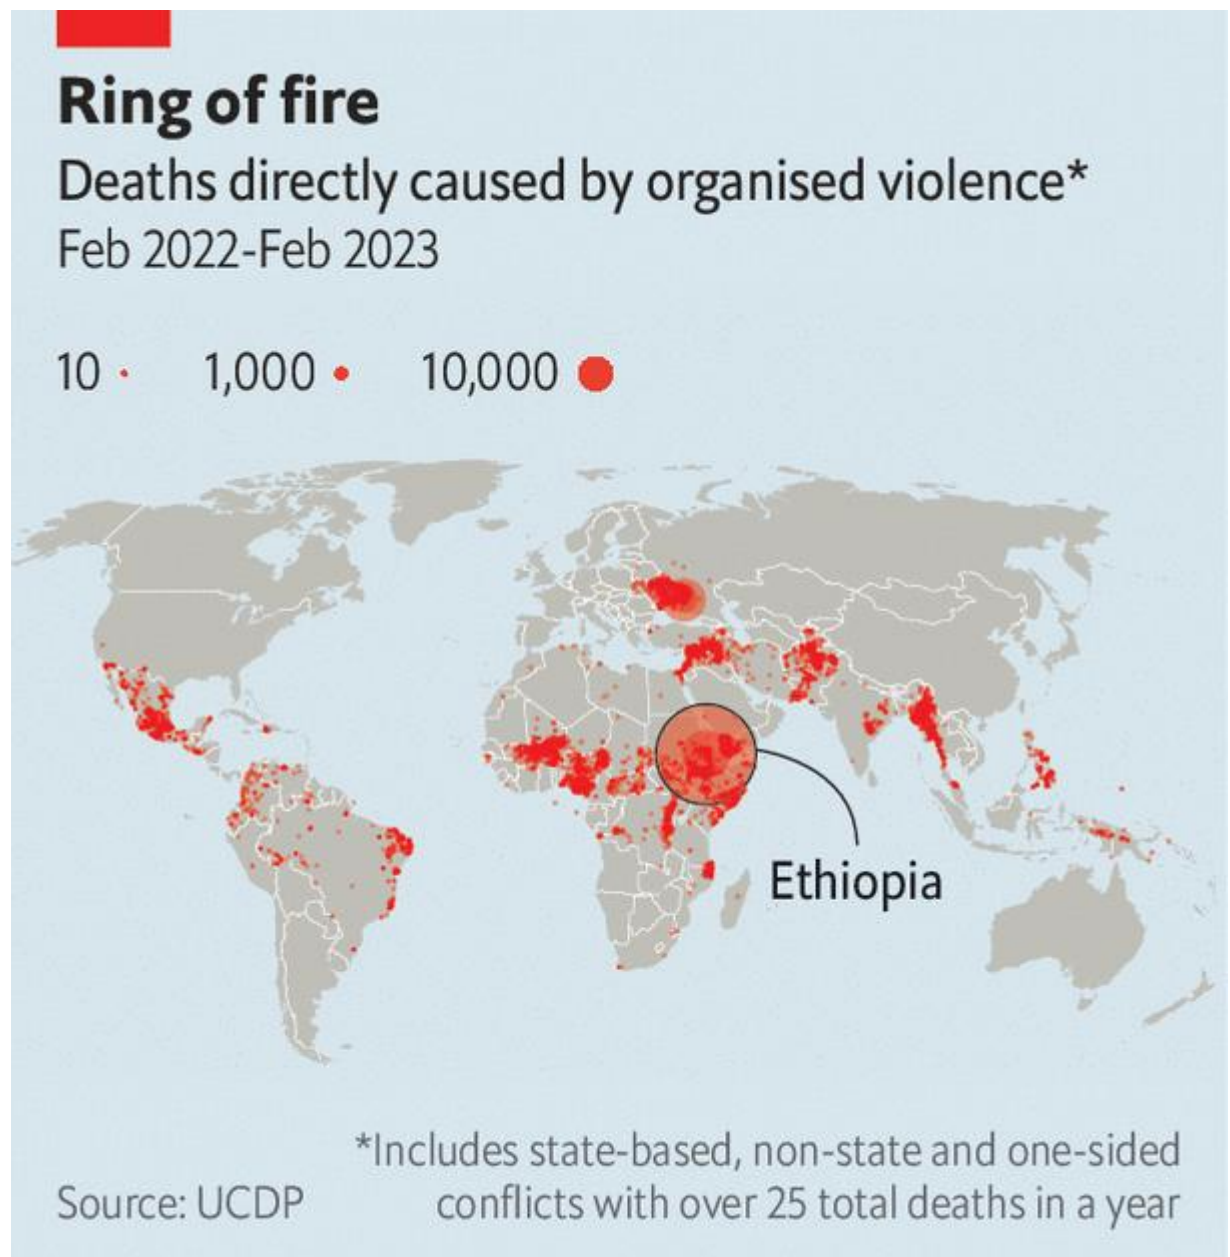 Ring of fire
Deaths directly caused by organised violence*
Feb 2022-Feb 2023
10 1,000 10,000
Ethiopia
*Includes state-based, non-state and one-sided
Source: UCDP conflicts with over 25 total deaths in a year